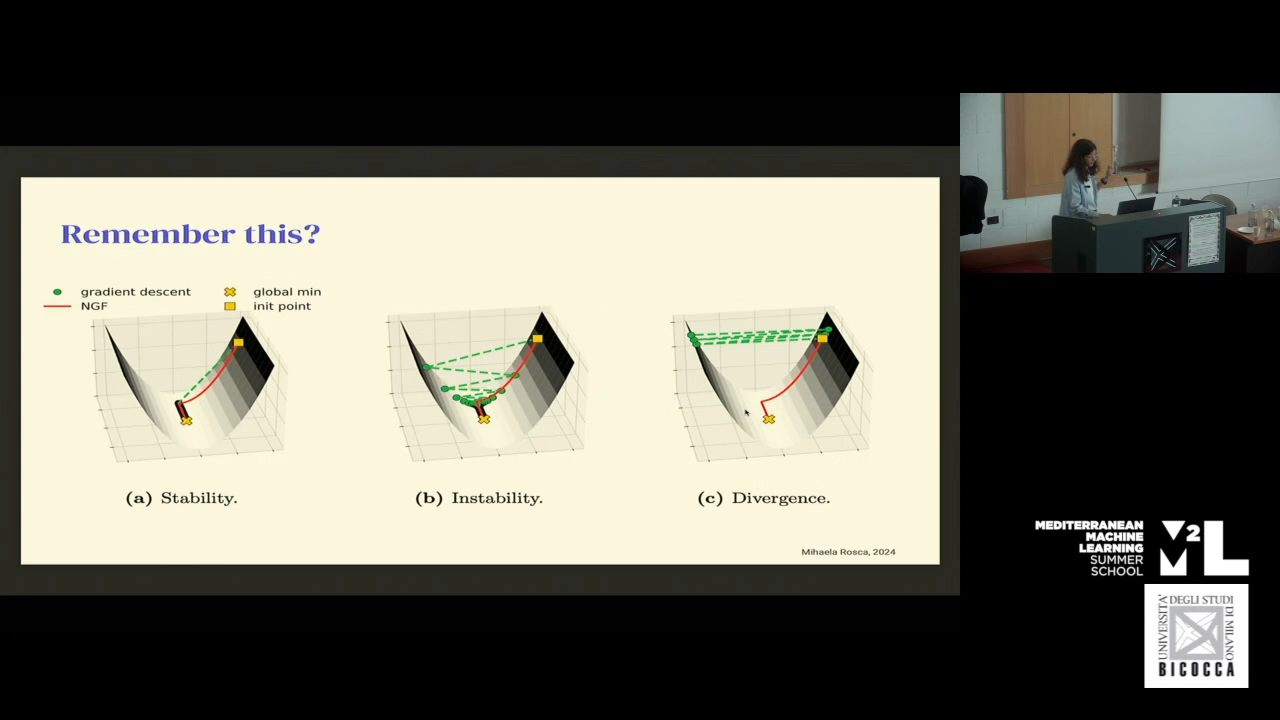 Remember this?
gradient descent
global min
NGF
init point
(a) Stability.
(b) Instability.
(c) Divergence.
Mihaela Rosca, 2024
MEDITERRANEAN
MACHINE
LEARNING
SUMMER
SCHOOL
M2L
UNIVERSITÀ
DEGLI STUDI
DI MILANO
BICOCCA